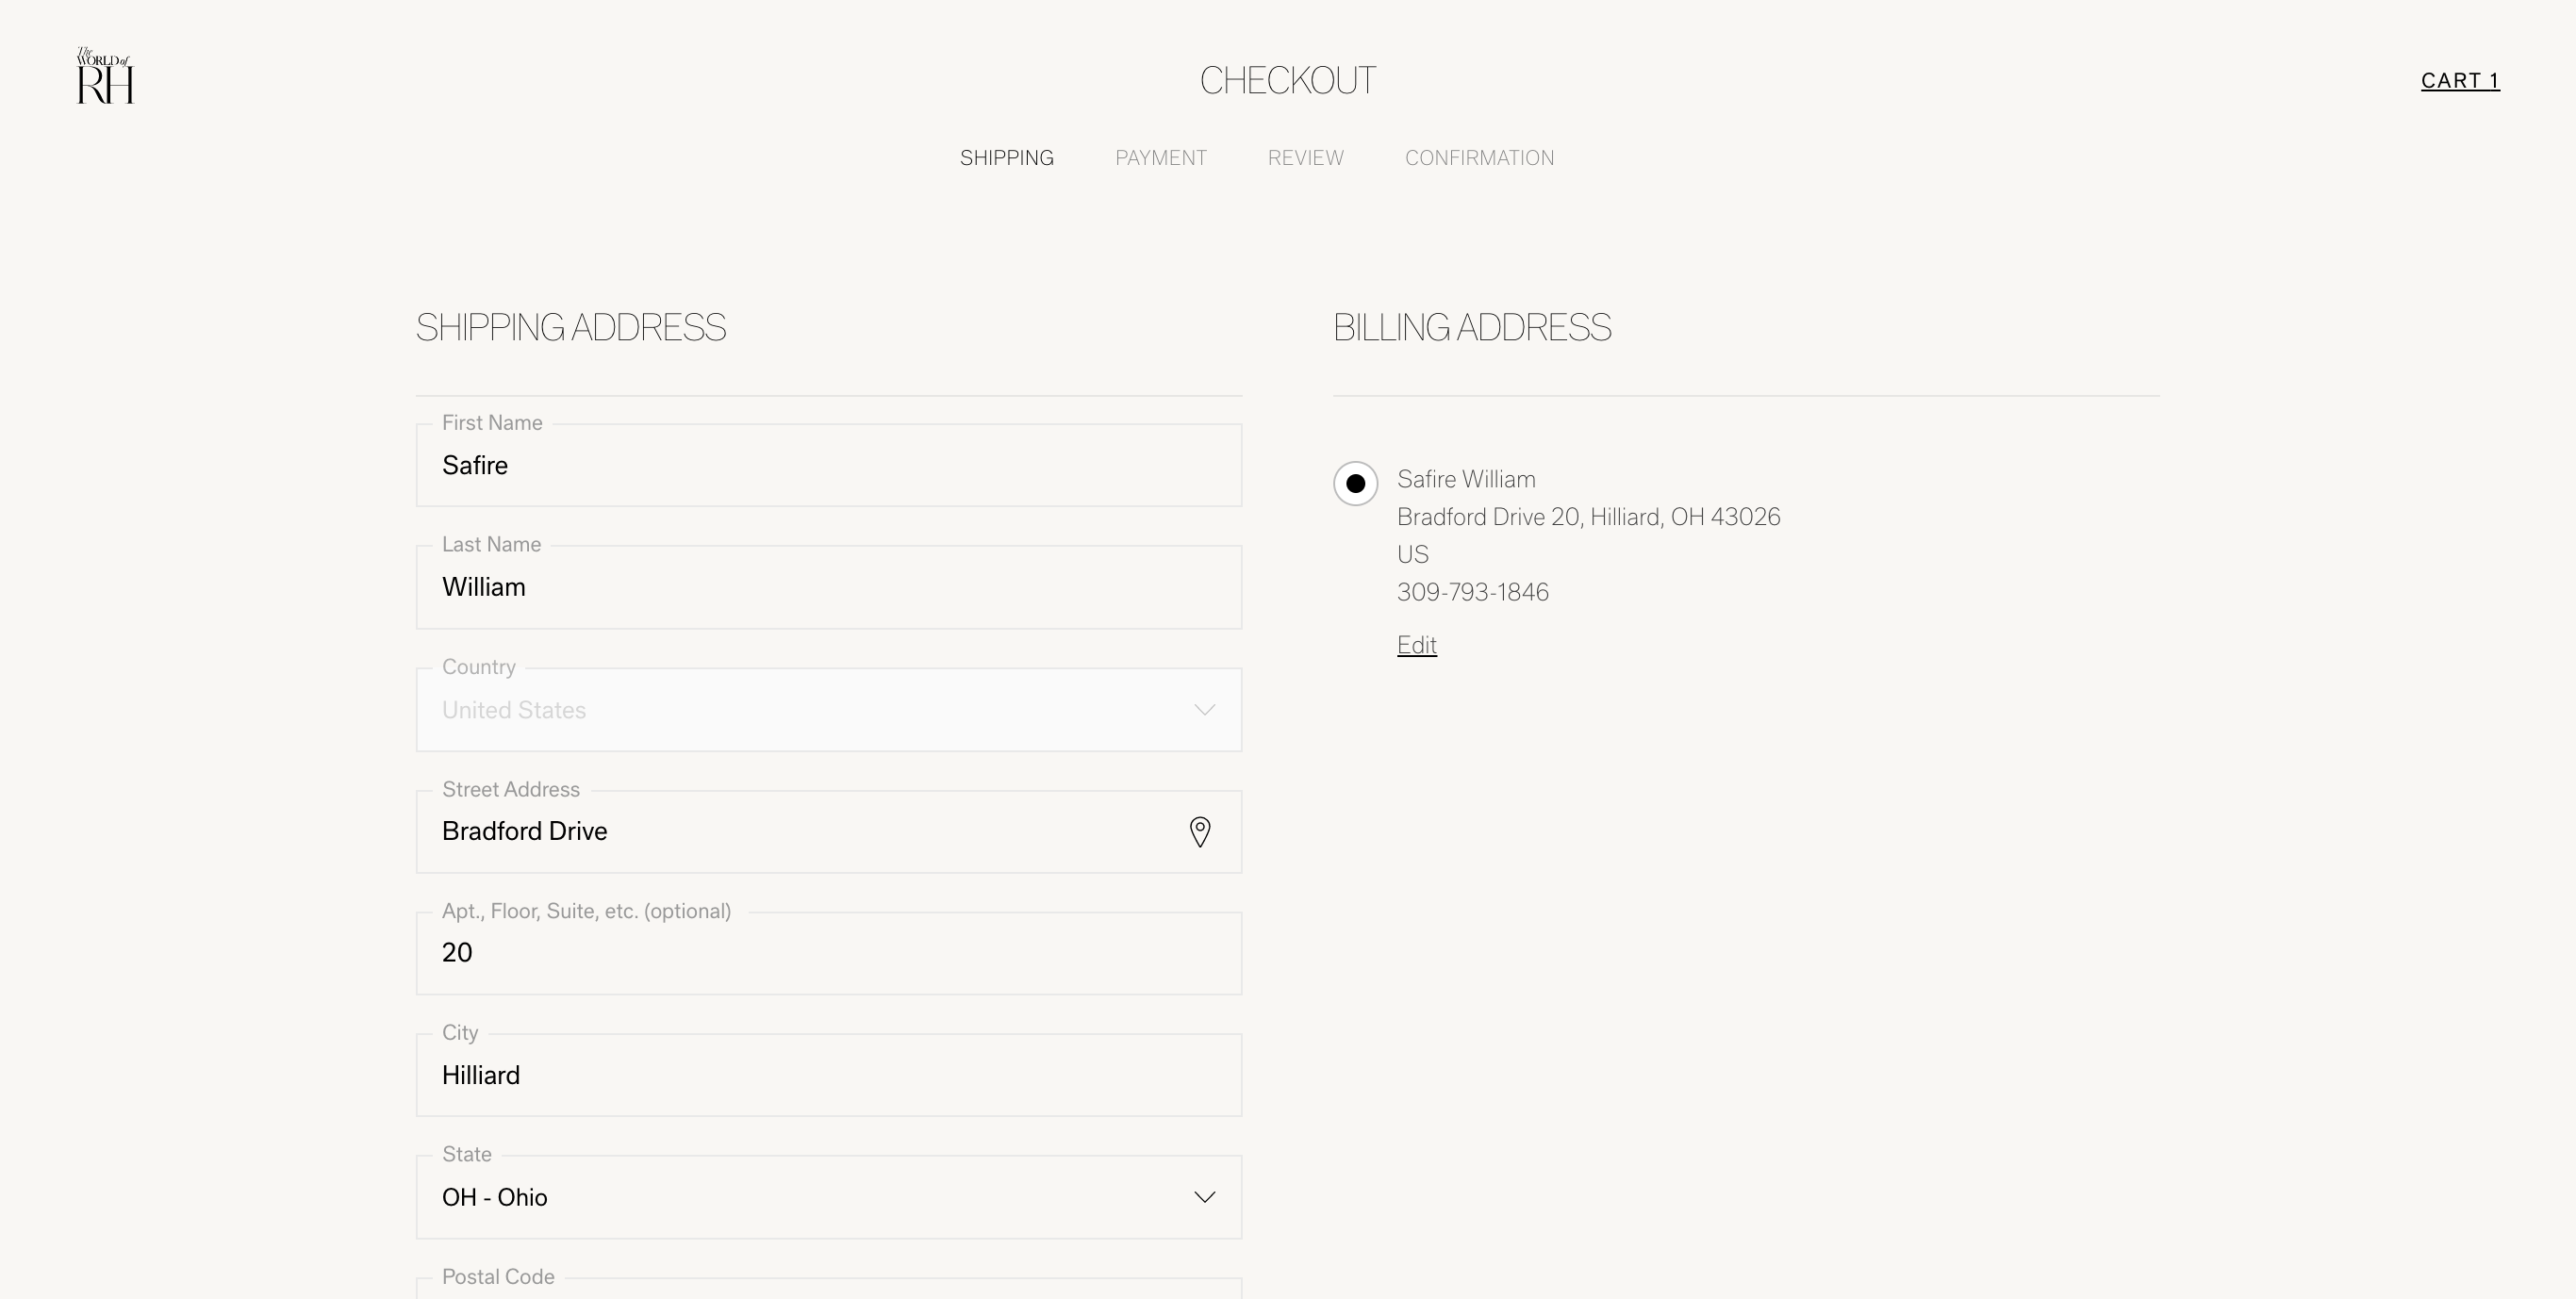 The
WORLD of
RH
CHECKOUT
CART 1
SHIPPING PAYMENT REVIEW CONFIRMATION
SHIPPING ADDRESS
First Name
Safire
Last Name
William
Country
United States
Street Address
Bradford Drive
Apt., Floor, Suite, etc. (optional)
20
City
Hilliard
State
OH - Ohio
Postal Code
BILLING ADDRESS
Safire William
Bradford Drive 20, Hilliard, OH 43026
US
309-793-1846
Edit